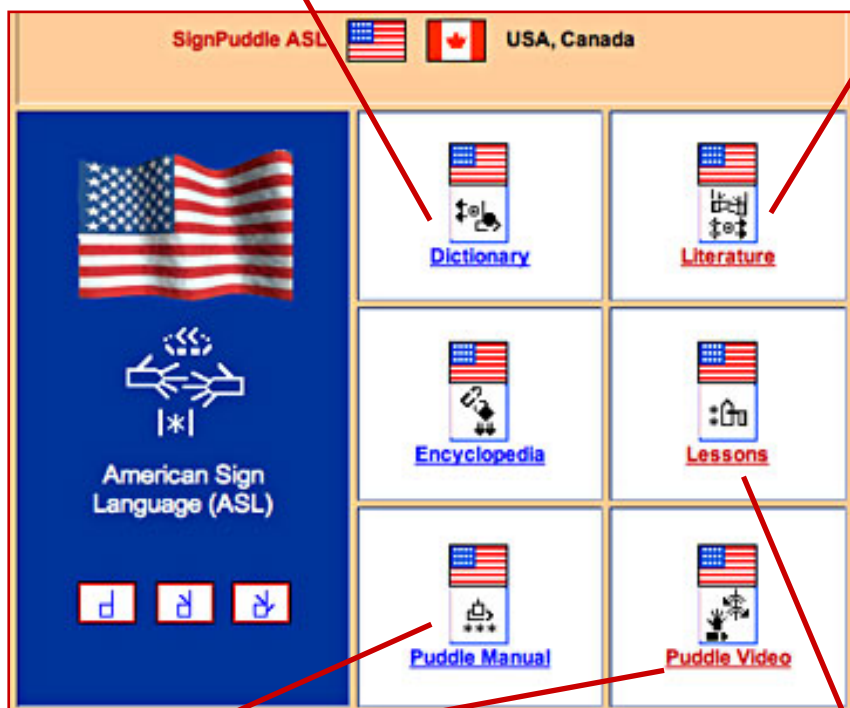 SignPuddle ASL USA, Canada
Dictionary
Literature
American Sign
Language (ASL)
Encyclopedia
Lessons
Puddle Manual
Puddle Video